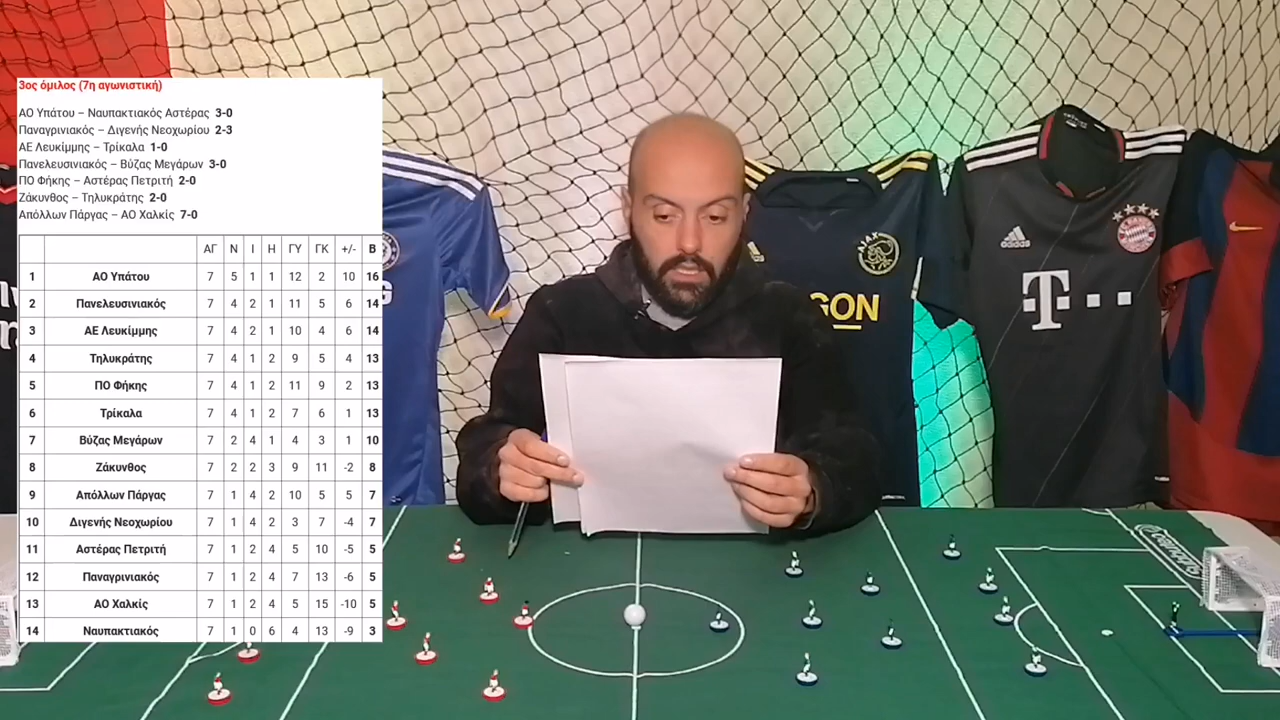 3ος όμιλος (7η αγωνιστική)
ΑΟ Υπάτου – Ναυπακτιακός Αστέρας 3-0
Παναγρινιακός – Διγενής Νεοχωρίου 2-3
ΑΕ Λευκίμμης – Τρίκαλα 1-0
Πανελευσινιακός – Βύζας Μεγάρων 3-0
ΠΟ Φήκης – Αστέρας Πετριτή 2-0
Ζάκυνθος – Τηλυκράτης 2-0
Απόλλων Πάργας – ΑΟ Χαλκίς 7-0
ΑΓ Ν Ι Η ΓΥ ΓΚ +/- Β
1 ΑΟ Υπάτου 7 5 1 1 12 2 10 16
2 Πανελευσινιακός 7 4 2 1 11 5 6 14
3 ΑΕ Λευκίμμης 7 4 2 1 10 4 6 14
4 Τηλυκράτης 7 4 1 2 9 5 4 13
5 ΠΟ Φήκης 7 4 1 2 11 9 2 13
6 Τρίκαλα 7 4 1 2 7 6 1 13
7 Βύζας Μεγάρων 7 2 4 1 4 3 1 10
8 Ζάκυνθος 7 2 2 3 9 11 -2 8
9 Απόλλων Πάργας 7 1 4 2 10 5 5 7
10 Διγενής Νεοχωρίου 7 1 4 2 3 7 -4 7
11 Αστέρας Πετριτή 7 1 2 4 5 10 -5 5
12 Παναγρινιακός 7 1 2 4 7 13 -6 5
13 ΑΟ Χαλκίς 7 1 2 4 5 15 -10 5
14 Ναυπακτιακός 7 1 0 6 4 13 -9 3
AJAX
GON
T